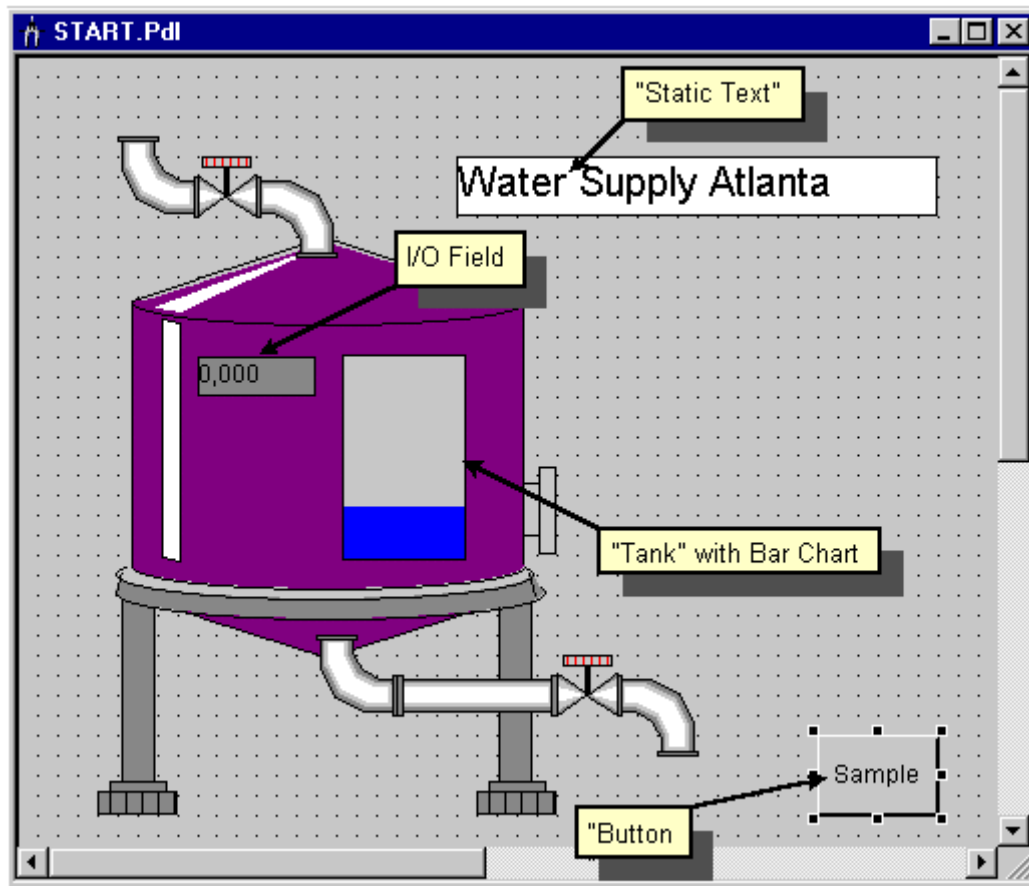 START.Pdl
"Static Text"
Water Supply Atlanta
I/O Field
0,000
"Tank" with Bar Chart
Sample
"Button
"